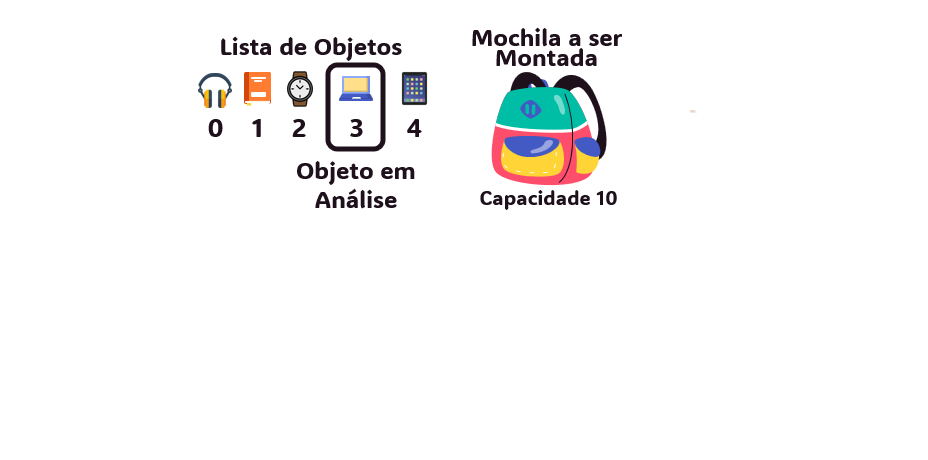 Lista de Objetos
0 1 2 3 4
Objeto em
Análise
Mochila a ser
Montada
Capacidade 10